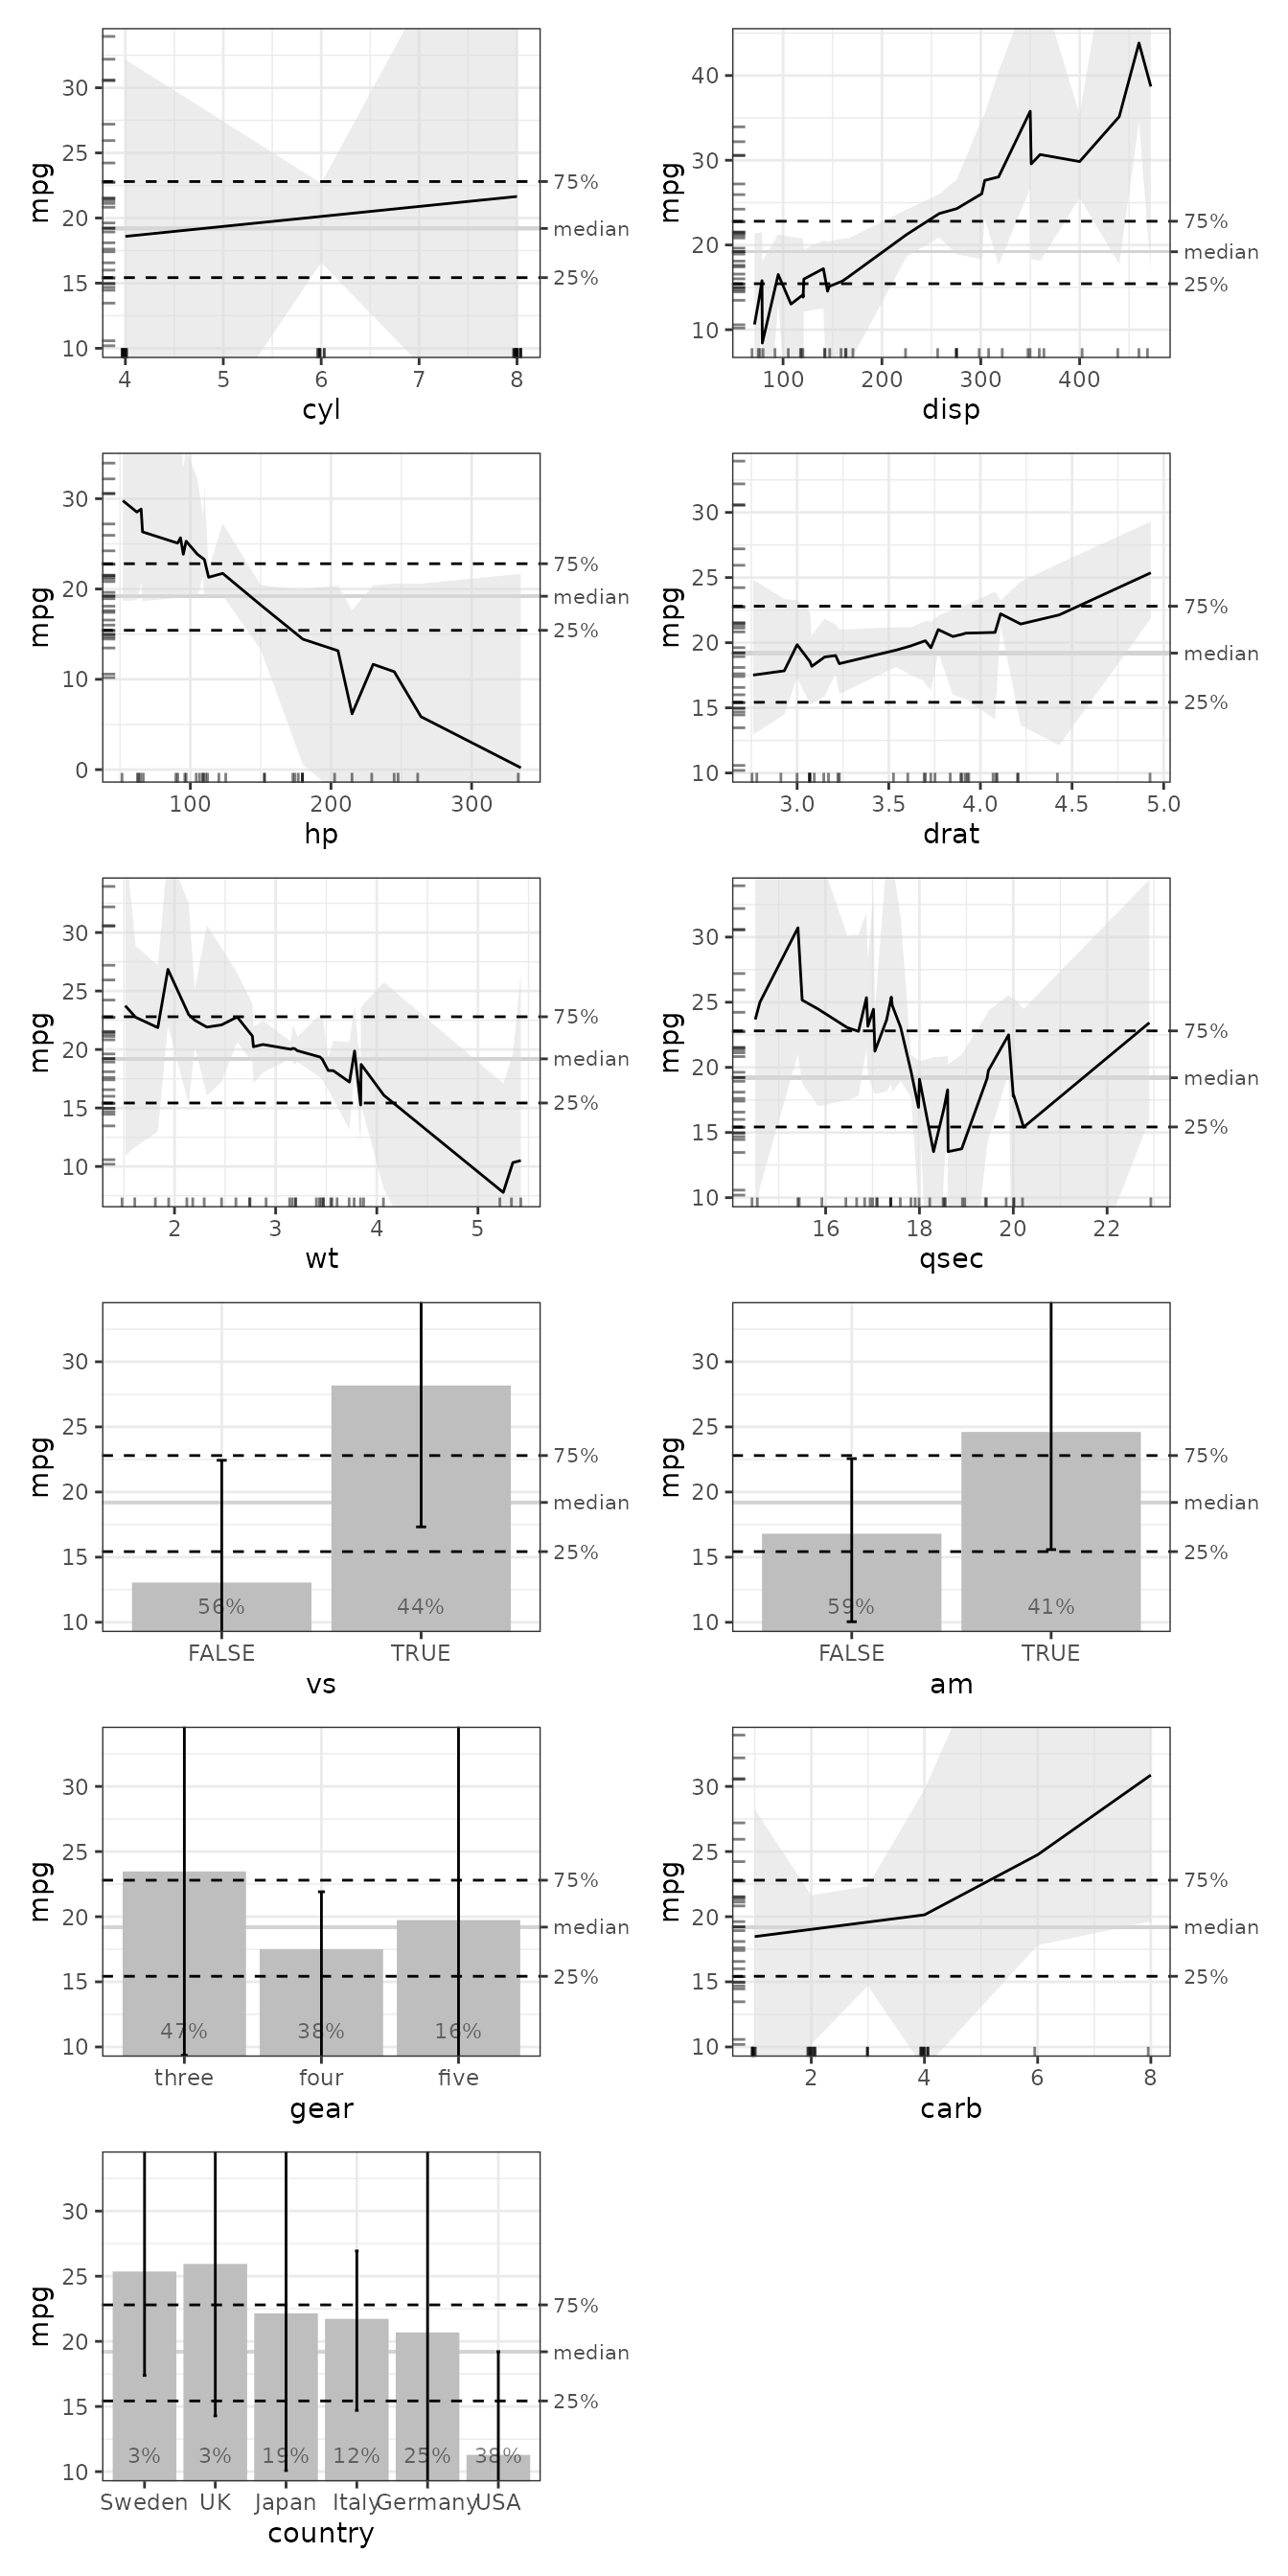 mpg
30
25
20
15
10
75%
median
25%
4 5 6 7 8
cyl
mpg
40
30
20
10
75%
median
25%
100 200 300 400
disp
mpg
30
20
10
0
75%
median
25%
100 200 300
hp
mpg
30
25
20
15
10
75%
median
25%
3.0 3.5 4.0 4.5 5.0
drat
mpg
30
25
20
15
10
75%
median
25%
2 3 4 5
wt
mpg
30
25
20
15
10
75%
median
25%
16 18 20 22
qsec
mpg
30
25
20
15
10
75%
median
25%
56% 44%
FALSE TRUE
vs
mpg
30
25
20
15
10
75%
median
25%
59% 41%
FALSE TRUE
am
mpg
30
25
20
15
10
75%
median
25%
47% 38% 16%
three four five
gear
mpg
30
25
20
15
10
75%
median
25%
2 4 6 8
carb
mpg
30
25
20
15
10
75%
median
25%
3% 3% 19% 12% 25% 38%
Sweden UK Japan Italy Germany USA
country